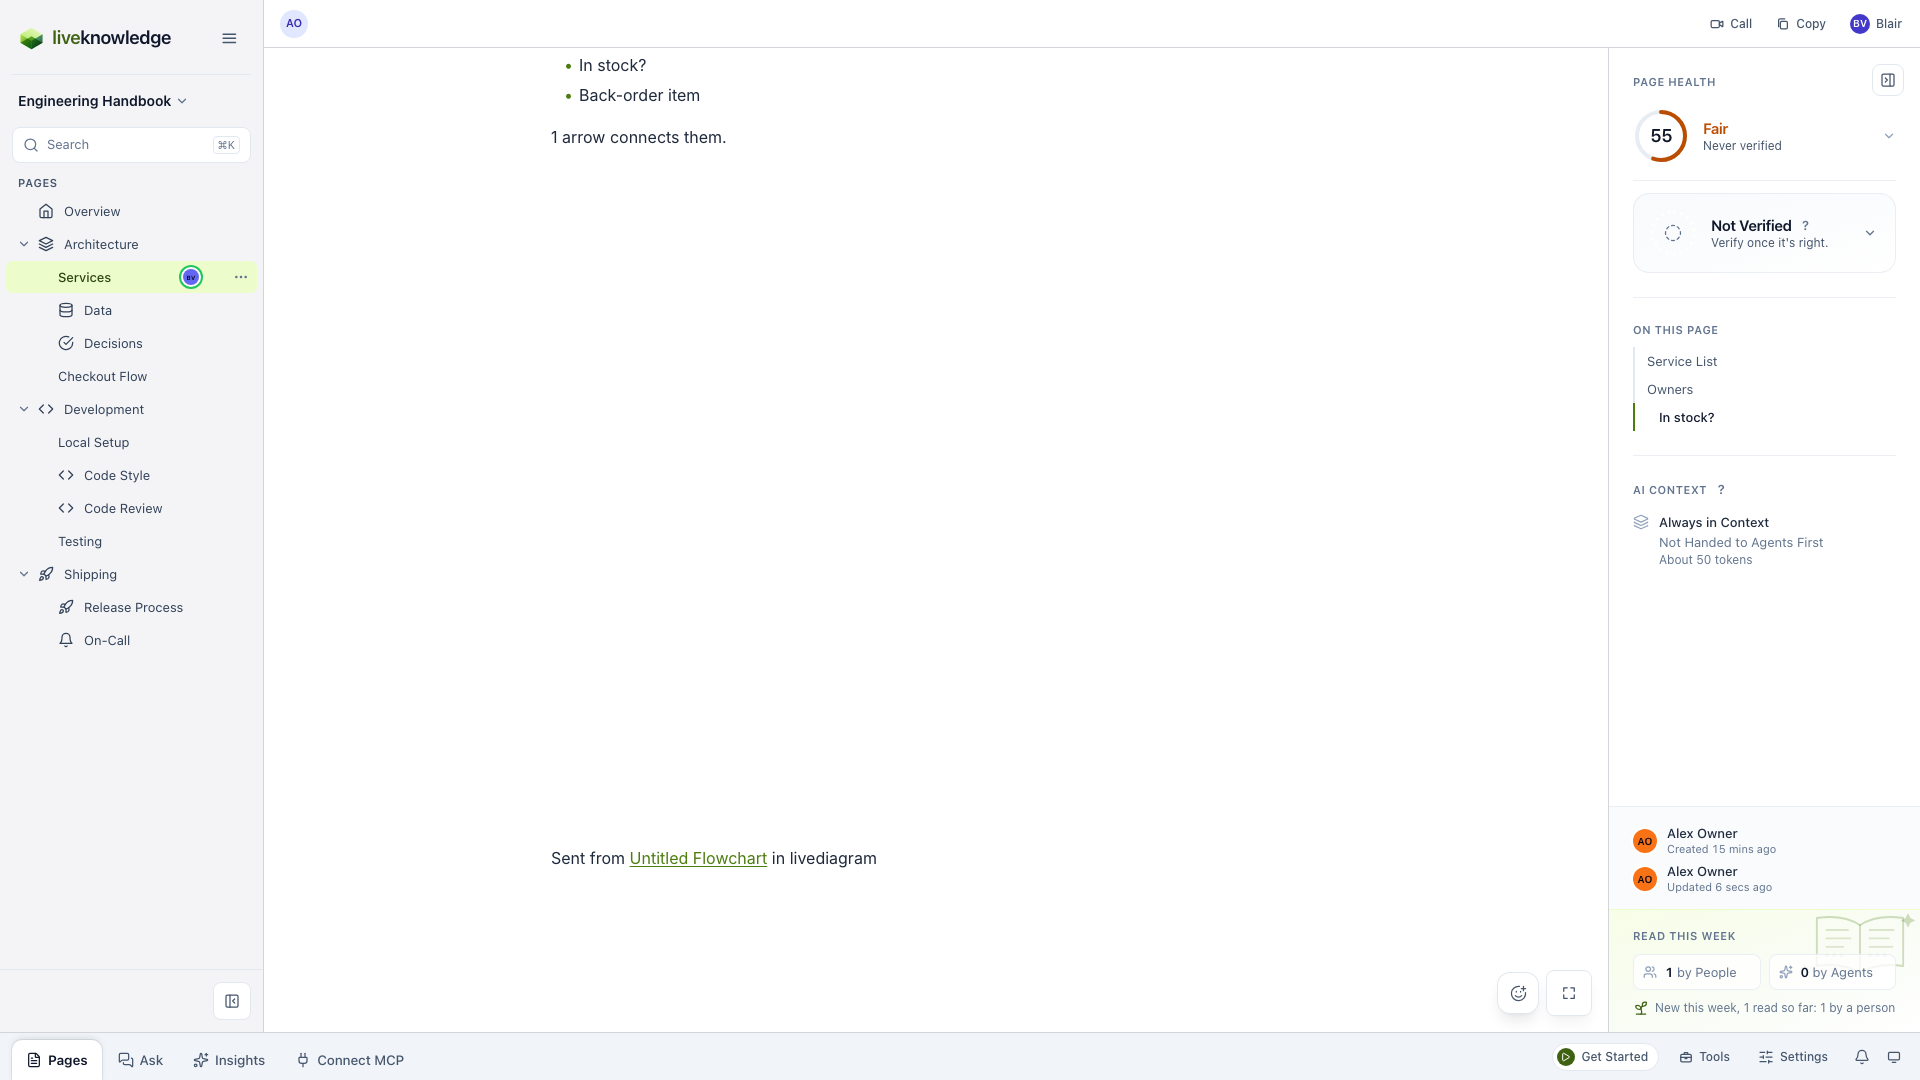 liveknowledge
Engineering Handbook
Search ⌘K
PAGES
Overview
Architecture
Services BV ...
Data
Decisions
Checkout Flow
Development
Local Setup
Code Style
Code Review
Testing
Shipping
Release Process
On-Call
AO
Call Copy BV Blair
• In stock?
• Back-order item
1 arrow connects them.
Sent from Untitled Flowchart in livediagram
PAGE HEALTH
55
Fair
Never verified
Not Verified ?
Verify once it's right.
ON THIS PAGE
Service List
Owners
In stock?
AI CONTEXT ?
Always in Context
Not Handed to Agents First
About 50 tokens
AO Alex Owner
Created 15 mins ago
AO Alex Owner
Updated 6 secs ago
READ THIS WEEK
1 by People 0 by Agents
New this week, 1 read so far: 1 by a person
Pages Ask Insights Connect MCP
Get Started Tools Settings